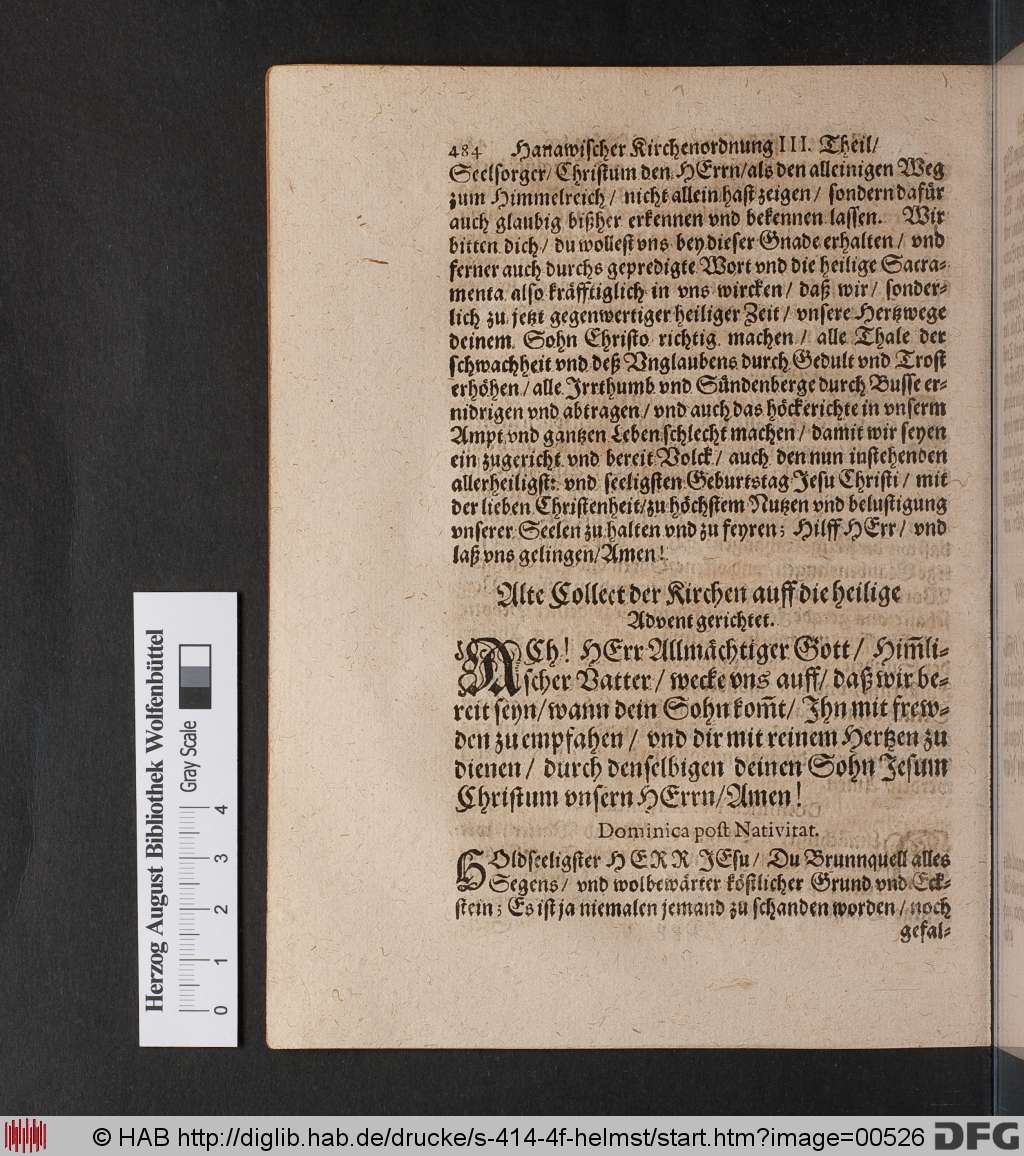 484 Hanawischer Kirchenordnung III. Theil/
Seelsorger/ Christum den HErrn/als den alleinigen Weg
zum Himmelreich/ nicht allein hast zeigen/ sondern dafür
auch glaubig bißher erkennen vnd bekennen lassen. Wir
bitten dich/ du wollest vns bey dieser Gnade erhalten/ vnd
ferner auch durchs gepredigte Wort vnd die heilige Sacra-
menta also kräfftiglich in vns wircken/ daß wir/ sonder-
lich zu jetzt gegenwertiger heiliger Zeit/ vnsere Hertzwege
deinem Sohn Christo richtig machen/ alle Thale der
schwachheit vnd deß Vnglaubens durch Gedult vnd Trost
erhöhen/ alle Irrthumb vnd Sündenberge durch Busse er-
nidrigen vnd abtragen/ vnd auch das höckerichte in vnserm
Ampt vnd gantzen Leben schlecht machen/ damit wir seyen
ein zugericht vnd bereit Volck/ auch den nun instehenden
allerheiligst: vnd seeligsten Geburtstag Jesu Christi/ mit
der lieben Christenheit/zu höchstem Nutzen vnd belustigung
vnserer Seelen zu halten vnd zu feyren; Hilff HErr/ vnd
laß vns gelingen/Amen!
Alte Collect der Kirchen auff die heilige
Advent gerichtet.
ACh! HErr Allmächtiger Gott/ Him̃li-
scher Vatter/ wecke vns auff/ daß wir be-
reit seyn/wann dein Sohn kom̃t/ Ihn mit frew-
den zu empfahen/ vnd dir mit reinem Hertzen zu
dienen/ durch denselbigen deinen Sohn Jesum
Christum vnsern HErrn/Amen!
Dominica post Nativitat.
HOldseeligster HERR JEsu/ Du Brunnquell alles
Segens/ vnd wolbewärter köstlicher Grund vnd Eck-
stein; Es ist ja niemalen jemand zu schanden worden/ noch
gefal-
Herzog August Bibliothek Wolfenbüttel
Gray Scale
0 1 2 3 4
© HAB http://diglib.hab.de/drucke/s-414-4f-helmst/start.htm?image=00526 DFG